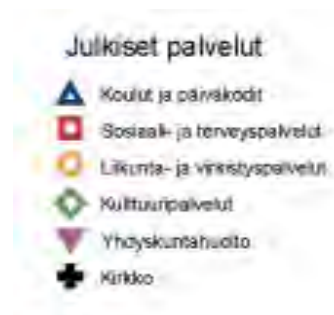 Julkiset palvelut
Koulut ja päiväkodit
Sosiaali- ja terveyspalvelut
Liikunta- ja virkistyspalvelut
Kulttuuripalvelut
Yhdyskuntahuolto
Kirkko